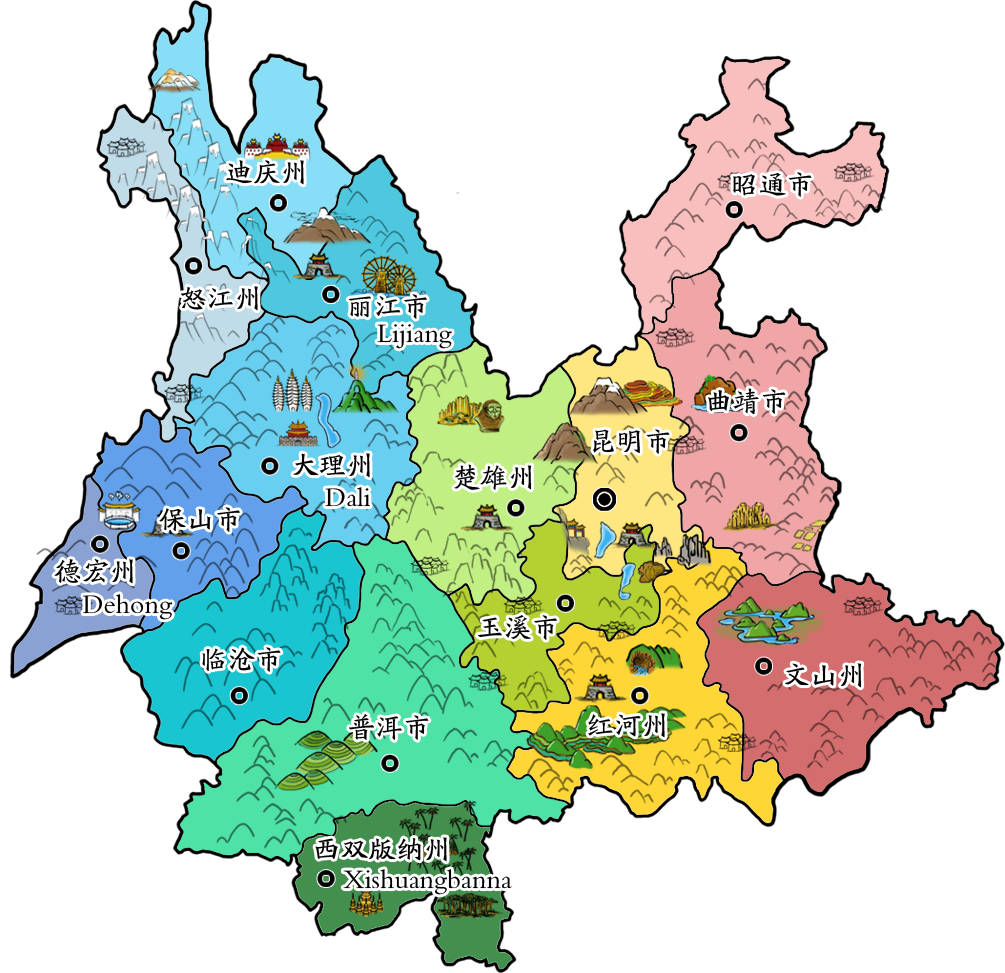 迪庆州
昭通市
怒江州
丽江市
Lijiang
曲靖市
昆明市
大理州
Dali
楚雄州
保山市
德宏州
Dehong
玉溪市
临沧市
文山州
红河州
普洱市
西双版纳州
Xishuangbanna